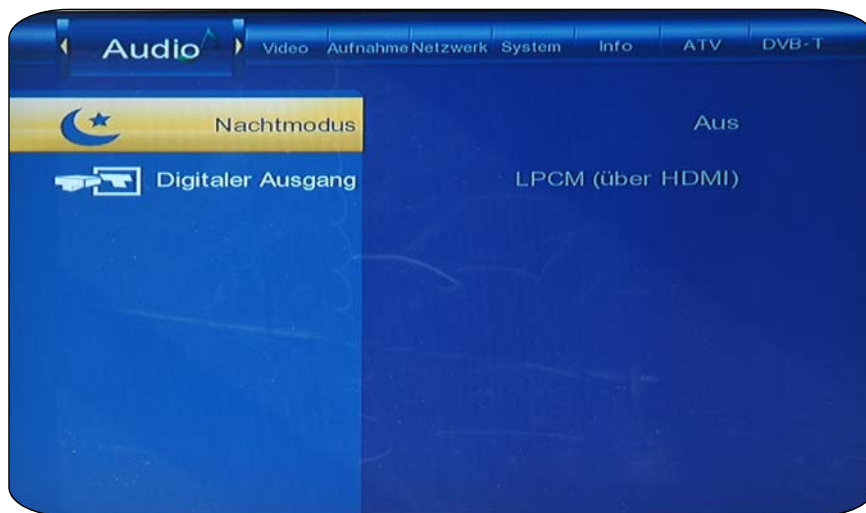 Audio Video Aufnahme Netzwerk System Info ATV DVB-T
Nachtmodus Aus
Digitaler Ausgang LPCM (über HDMI)